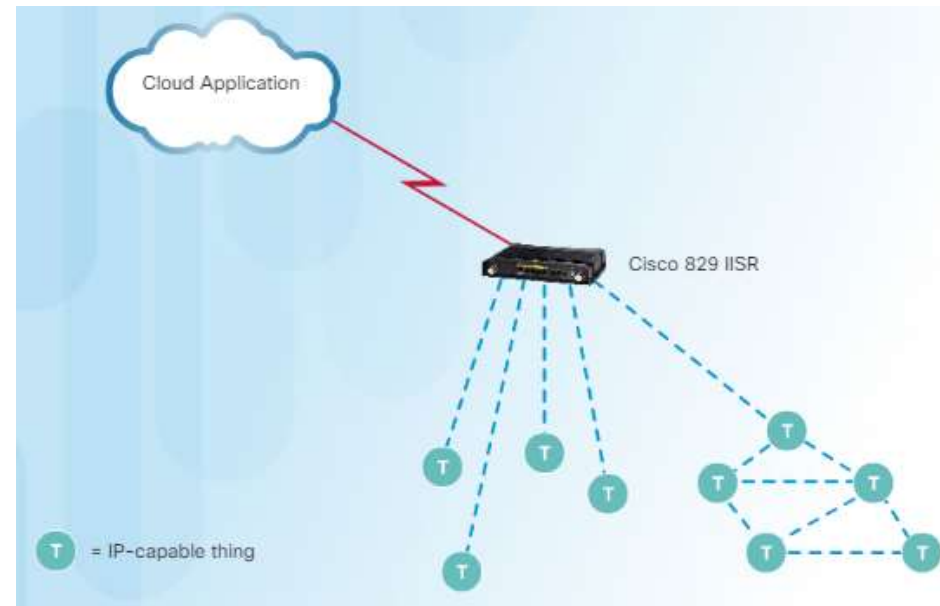 Cloud Application
Cisco 829 IISR
T
T
T
T
T
T
T
T
T
T = IP-capable thing